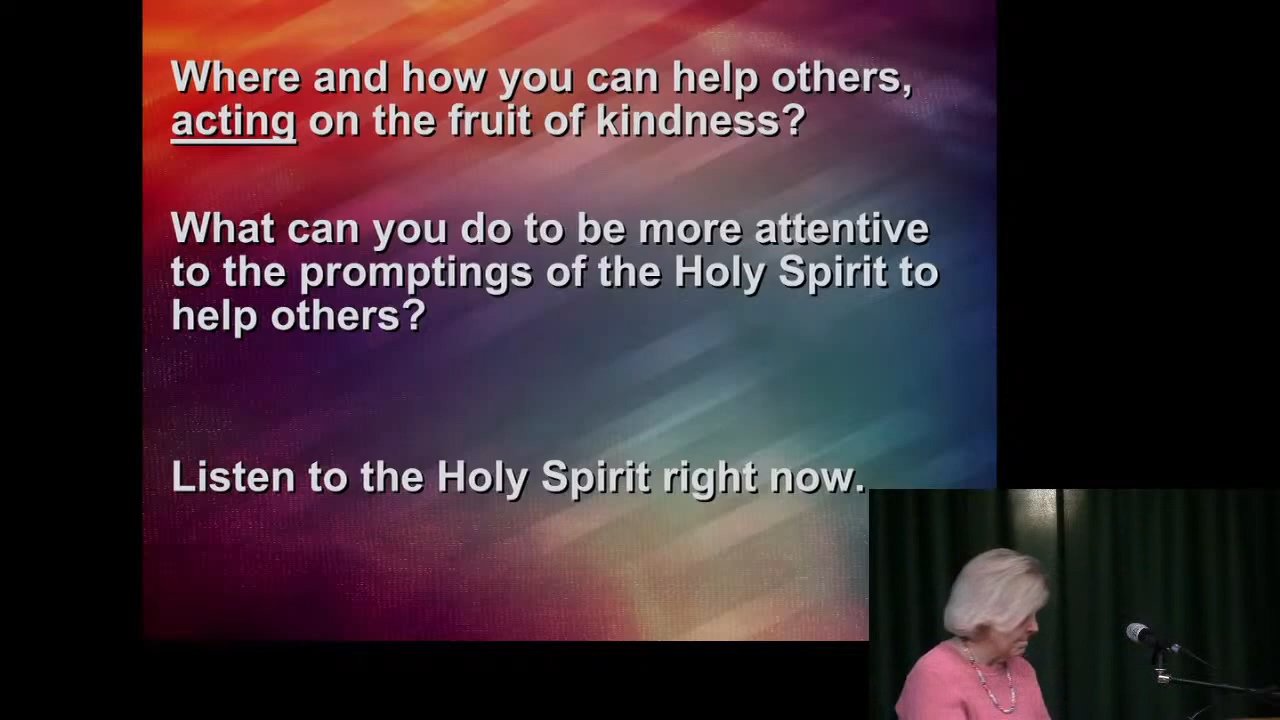 Where and how you can help others,
acting on the fruit of kindness?
What can you do to be more attentive
to the promptings of the Holy Spirit to
help others?
Listen to the Holy Spirit right now.